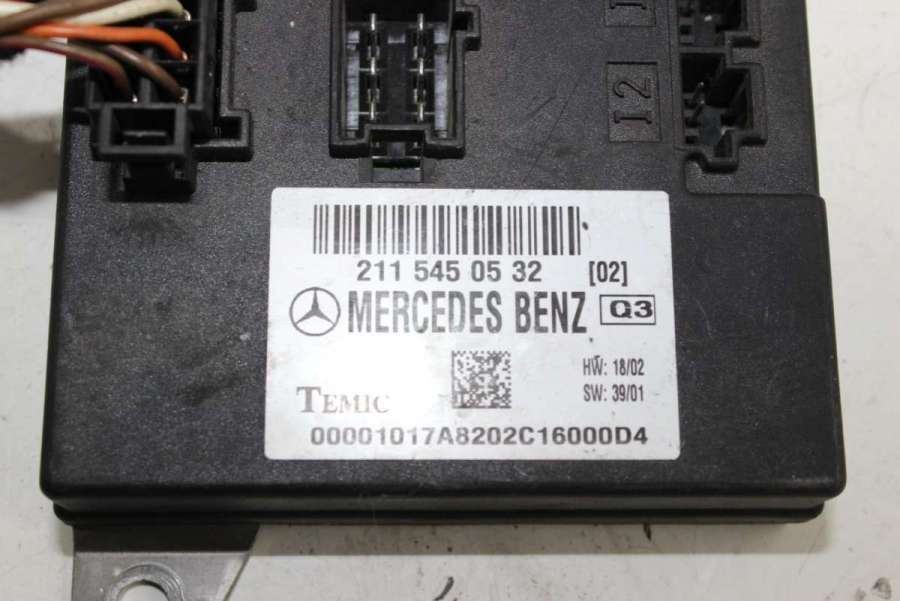 12
211 545 05 32 [02]
MERCEDES BENZ Q3
HW: 18/02
SW: 39/01
TEMIC
00001017A8202C16000D4